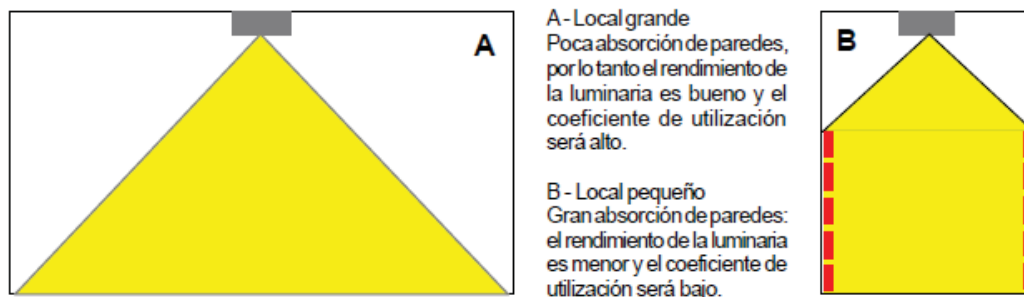 A
A - Local grande
Poca absorción de paredes,
por lo tanto el rendimiento de
la luminaria es bueno y el
coeficiente de utilización
será alto.
B - Local pequeño
Gran absorción de paredes:
el rendimiento de la luminaria
es menor y el coeficiente de
utilización será bajo.
B